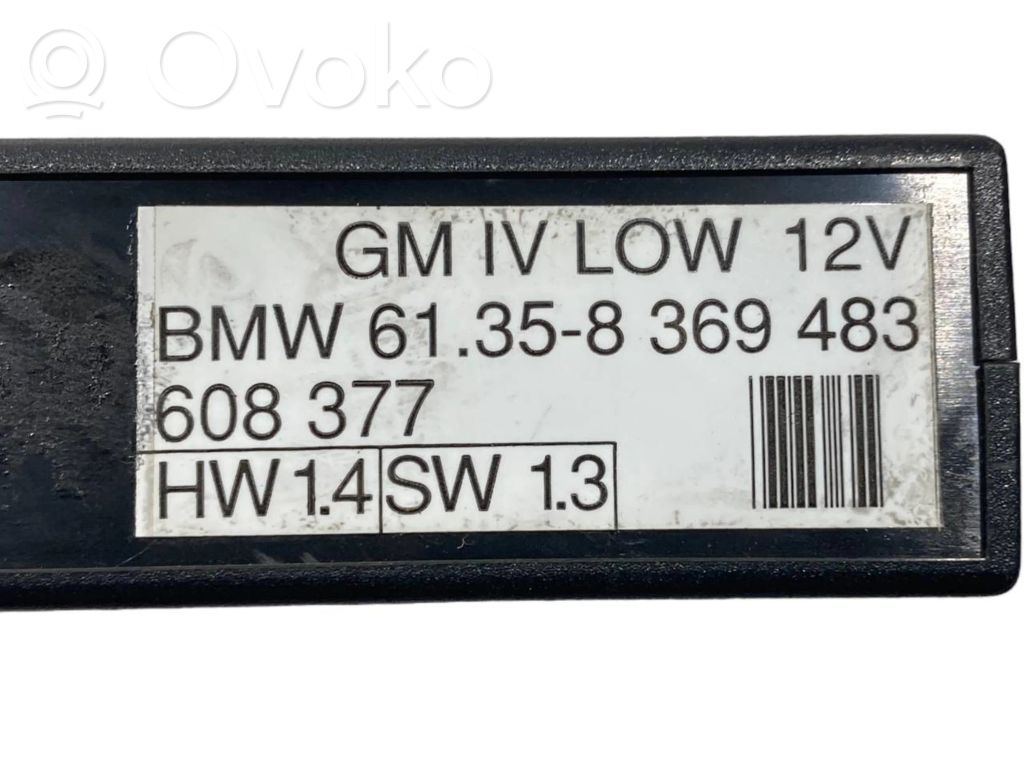 Ovoko
GM IV LOW 12V
BMW 61.35-8 369 483
608 377
HW 1.4 SW 1.3